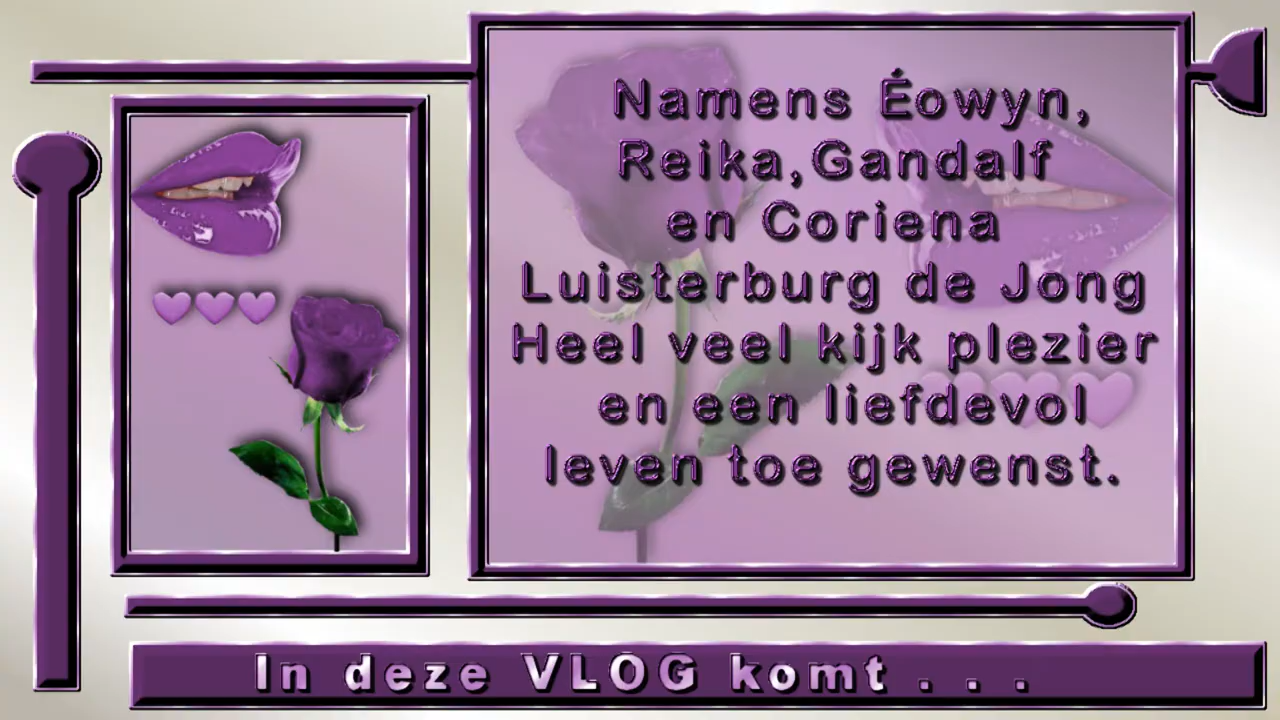 Namens Éowyn,
Reika,Gandalf
en Coriena
Luisterburg de Jong
Heel veel kijk plezier
en een liefdevol
leven toe gewenst.
In deze VLOG komt . . .